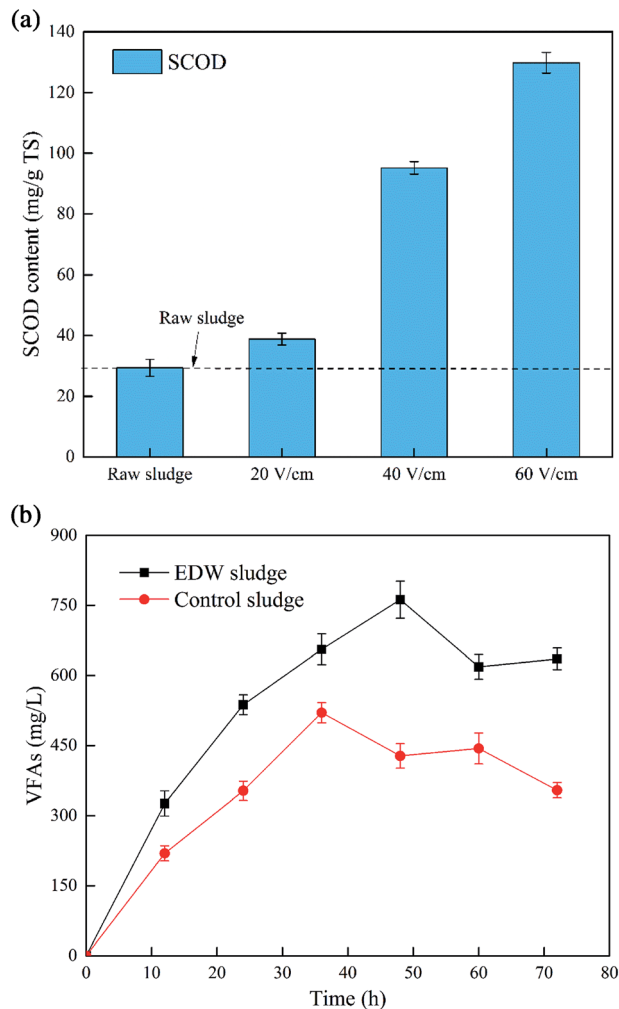 (a)
140
120
100
80
60
40
20
0
SCOD content (mg/g TS)
SCOD
Raw sludge
Raw sludge 20 V/cm 40 V/cm 60 V/cm
(b)
900
750
600
450
300
150
0
VFAs (mg/L)
EDW sludge
Control sludge
0 10 20 30 40 50 60 70 80
Time (h)